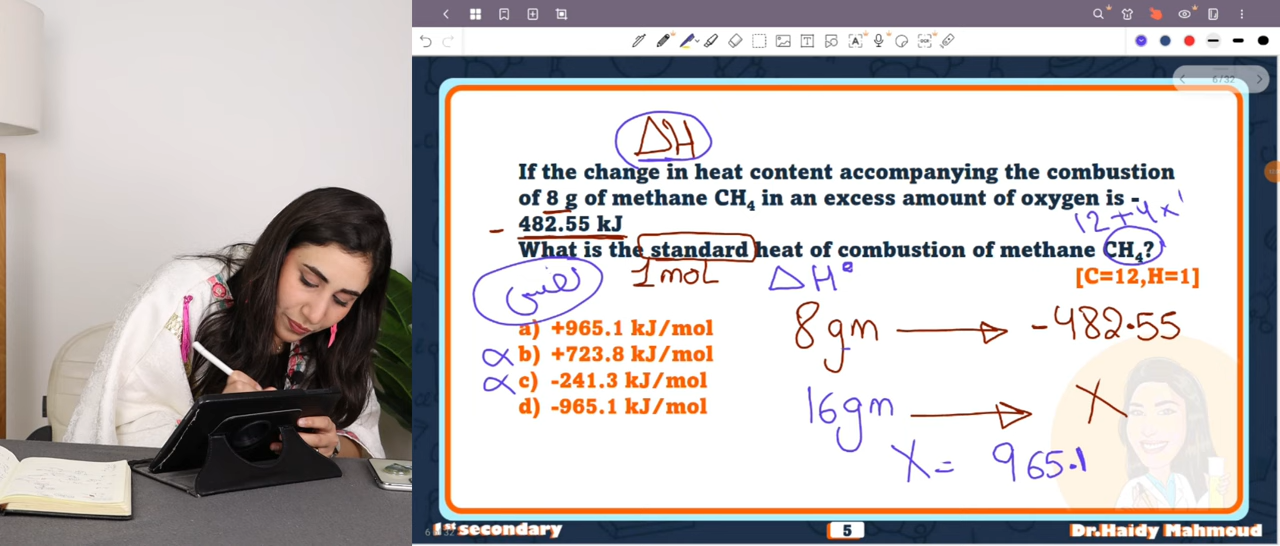 6/32
ΔH
If the change in heat content accompanying the combustion
of 8 g of methane CH₄ in an excess amount of oxygen is -
482.55 kJ
12+4×1
What is the standard heat of combustion of methane CH₄?
1 mol
ΔH°
[C=12,H=1]
8 gm → -482.55
a) +965.1 kJ/mol
b) +723.8 kJ/mol
c) -241.3 kJ/mol
d) -965.1 kJ/mol
16 gm → X
X = 965.1
1st secondary
5
Dr.Haidy Mahmoud